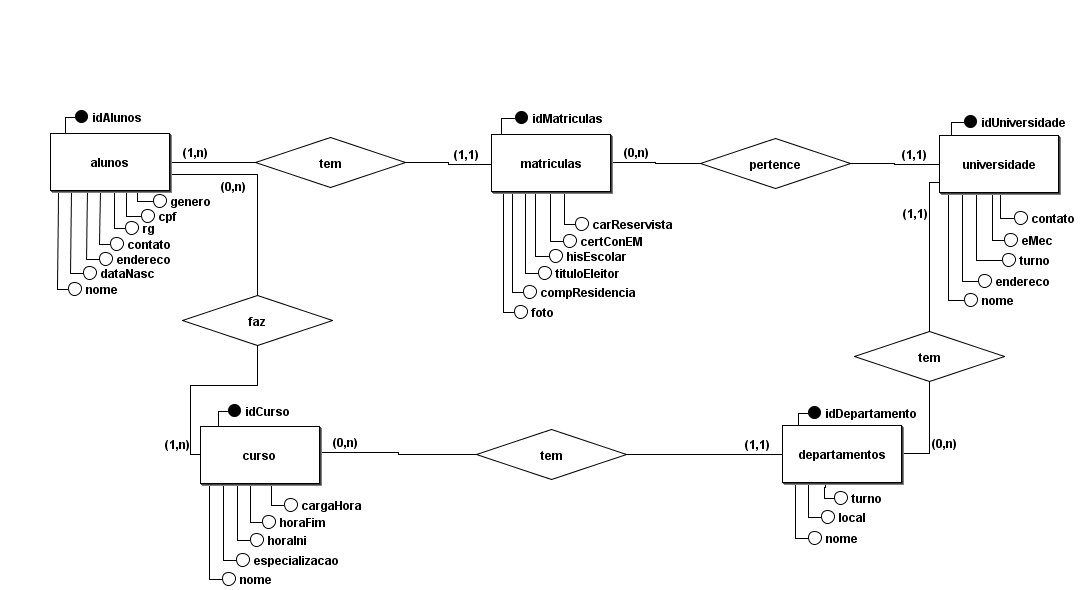 idAlunos
alunos
(1,n)
(0,n)
genero
cpf
rg
contato
endereco
dataNasc
nome
tem
(1,1)
idMatriculas
matriculas
(0,n)
carReservista
certConEM
hisEscolar
tituloEleitor
compResidencia
foto
pertence
(1,1)
idUniversidade
universidade
(1,1)
contato
eMec
turno
endereco
nome
faz
tem
(1,n)
idCurso
curso
(0,n)
cargaHora
horaFim
horaIni
especializacao
nome
tem
(1,1)
idDepartamento
departamentos
(0,n)
turno
local
nome